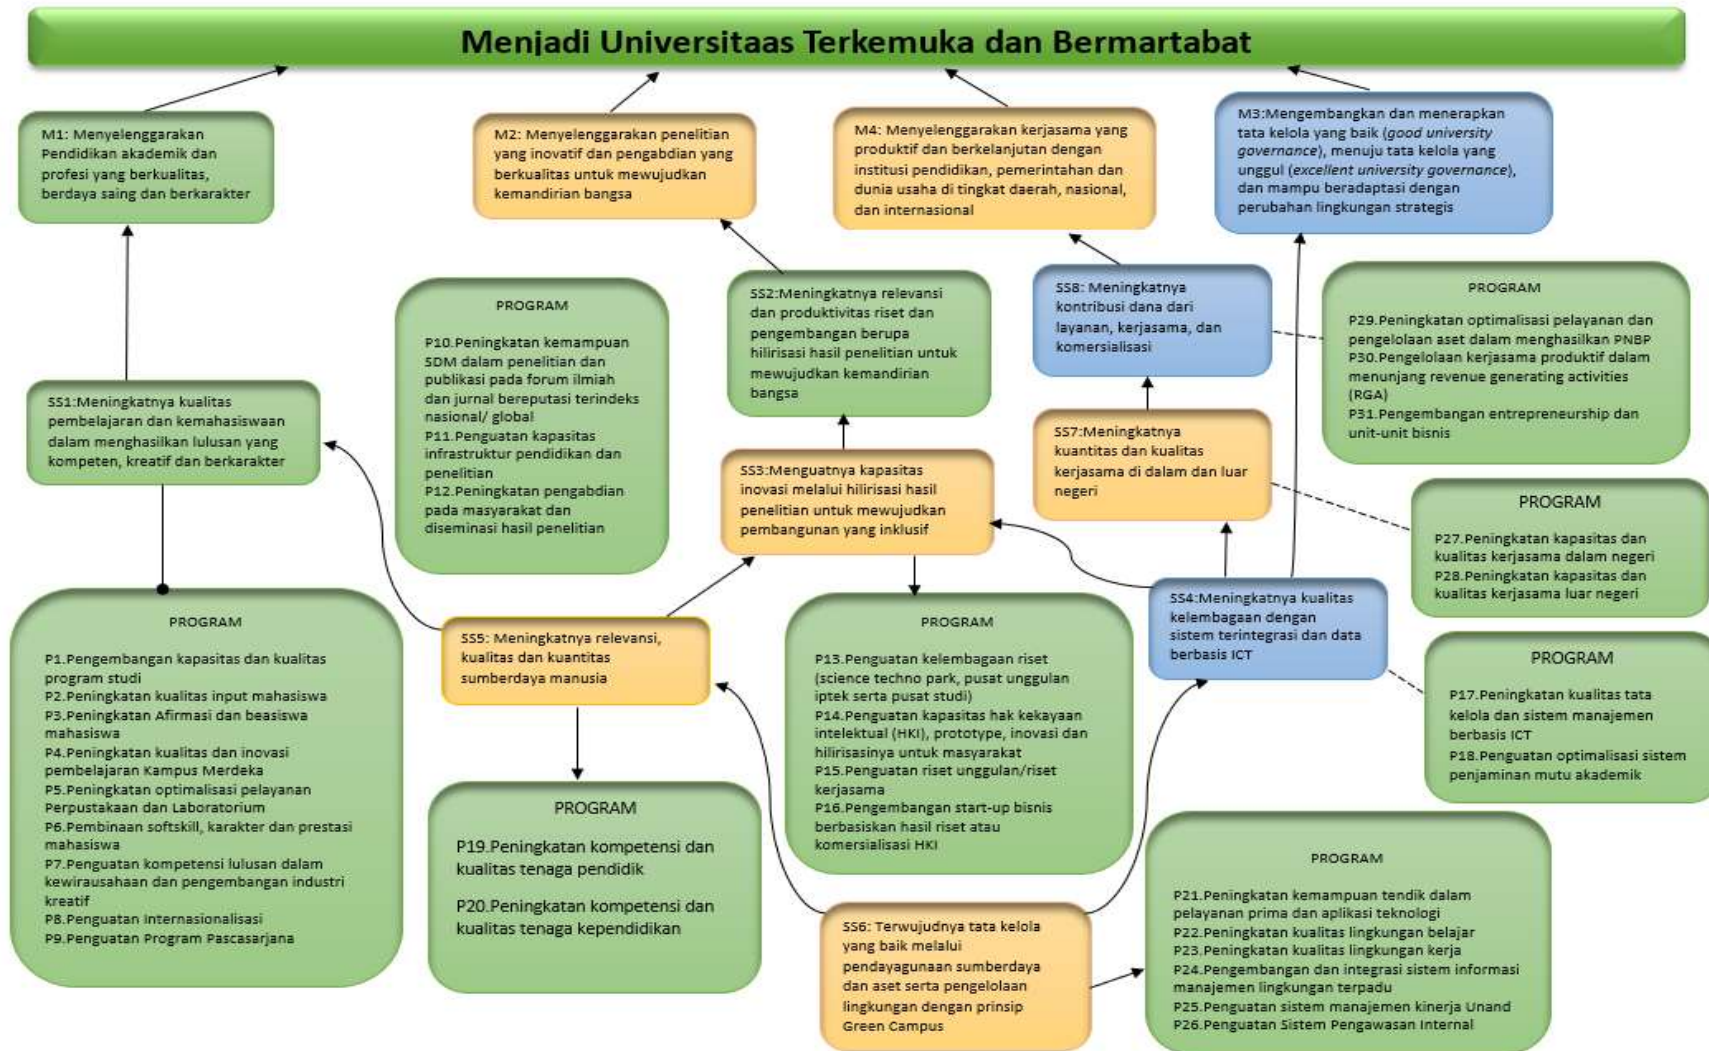 Menjadi Universitaas Terkemuka dan Bermartabat
M1: Menyelenggarakan
Pendidikan akademik dan
profesi yang berkualitas,
berdaya saing dan berkarakter
M2: Menyelenggarakan penelitian
yang inovatif dan pengabdian yang
berkualitas untuk mewujudkan
kemandirian bangsa
M4: Menyelenggarakan kerjasama yang
produktif dan berkelanjutan dengan
institusi pendidikan, pemerintahan dan
dunia usaha di tingkat daerah, nasional,
dan internasional
M3:Mengembangkan dan menerapkan
tata kelola yang baik (good university
governance), menuju tata kelola yang
unggul (excellent university governance),
dan mampu beradaptasi dengan
perubahan lingkungan strategis
SS1:Meningkatnya kualitas
pembelajaran dan kemahasiswaan
dalam menghasilkan lulusan yang
kompeten, kreatif dan berkarakter
PROGRAM
P10.Peningkatan kemampuan
SDM dalam penelitian dan
publikasi pada forum ilmiah
dan jurnal bereputasi terindeks
nasional/ global
P11.Penguatan kapasitas
infrastruktur pendidikan dan
penelitian
P12.Peningkatan pengabdian
pada masyarakat dan
diseminasi hasil penelitian
SS2:Meningkatnya relevansi
dan produktivitas riset dan
pengembangan berupa
hilirisasi hasil penelitian untuk
mewujudkan kemandirian
bangsa
SS8: Meningkatnya
kontribusi dana dari
layanan, kerjasama, dan
komersialisasi
PROGRAM
P29.Peningkatan optimalisasi pelayanan dan
pengelolaan aset dalam menghasilkan PNBP
P30.Pengelolaan kerjasama produktif dalam
menunjang revenue generating activities
(RGA)
P31.Pengembangan entrepreneurship dan
unit-unit bisnis
SS3:Menguatnya kapasitas
inovasi melalui hilirisasi hasil
penelitian untuk mewujudkan
pembangunan yang inklusif
SS7:Meningkatnya
kuantitas dan kualitas
kerjasama di dalam dan luar
negeri
PROGRAM
P27.Peningkatan kapasitas dan
kualitas kerjasama dalam negeri
P28.Peningkatan kapasitas dan
kualitas kerjasama luar negeri
PROGRAM
P1.Pengembangan kapasitas dan kualitas
program studi
P2.Peningkatan kualitas input mahasiswa
P3.Peningkatan Afirmasi dan beasiswa
mahasiswa
P4.Peningkatan kualitas dan inovasi
pembelajaran Kampus Merdeka
P5.Peningkatan optimalisasi pelayanan
Perpustakaan dan Laboratorium
P6.Pembinaan softskill, karakter dan prestasi
mahasiswa
P7.Penguatan kompetensi lulusan dalam
kewirausahaan dan pengembangan industri
kreatif
P8.Penguatan Internasionalisasi
P9.Penguatan Program Pascasarjana
SS5: Meningkatnya relevansi,
kualitas dan kuantitas
sumberdaya manusia
PROGRAM
P13.Penguatan kelembagaan riset
(science techno park, pusat unggulan
iptek serta pusat studi)
P14.Penguatan kapasitas hak kekayaan
intelektual (HKI), prototype, inovasi dan
hilirisasinya untuk masyarakat
P15.Penguatan riset unggulan/riset
kerjasama
P16.Pengembangan start-up bisnis
berbasiskan hasil riset atau
komersialisasi HKI
SS4:Meningkatnya kualitas
kelembagaan dengan
sistem terintegrasi dan data
berbasis ICT
PROGRAM
P17.Peningkatan kualitas tata
kelola dan sistem manajemen
berbasis ICT
P18.Penguatan optimalisasi sistem
penjaminan mutu akademik
PROGRAM
P19.Peningkatan kompetensi dan
kualitas tenaga pendidik
P20.Peningkatan kompetensi dan
kualitas tenaga kependidikan
SS6: Terwujudnya tata kelola
yang baik melalui
pendayagunaan sumberdaya
dan aset serta pengelolaan
lingkungan dengan prinsip
Green Campus
PROGRAM
P21.Peningkatan kemampuan tendik dalam
pelayanan prima dan aplikasi teknologi
P22.Peningkatan kualitas lingkungan belajar
P23.Peningkatan kualitas lingkungan kerja
P24.Pengembangan dan integrasi sistem informasi
manajemen lingkungan terpadu
P25.Penguatan sistem manajemen kinerja Unand
P26.Penguatan Sistem Pengawasan Internal